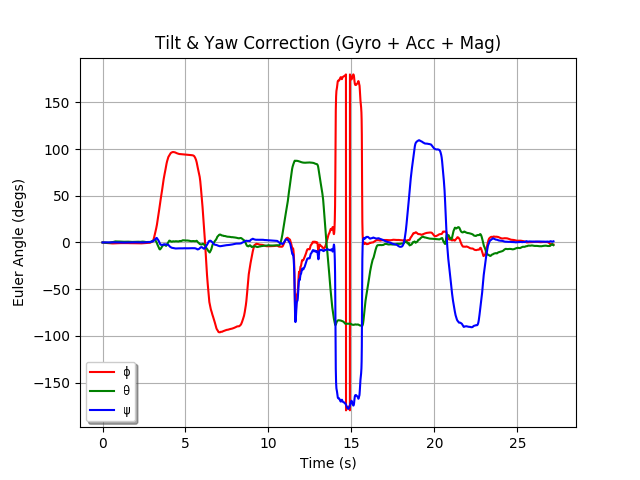 Tilt & Yaw Correction (Gyro + Acc + Mag)
Euler Angle (degs)
150
100
50
0
−50
−100
−150
ϕ
θ
ψ
0 5 10 15 20 25
Time (s)